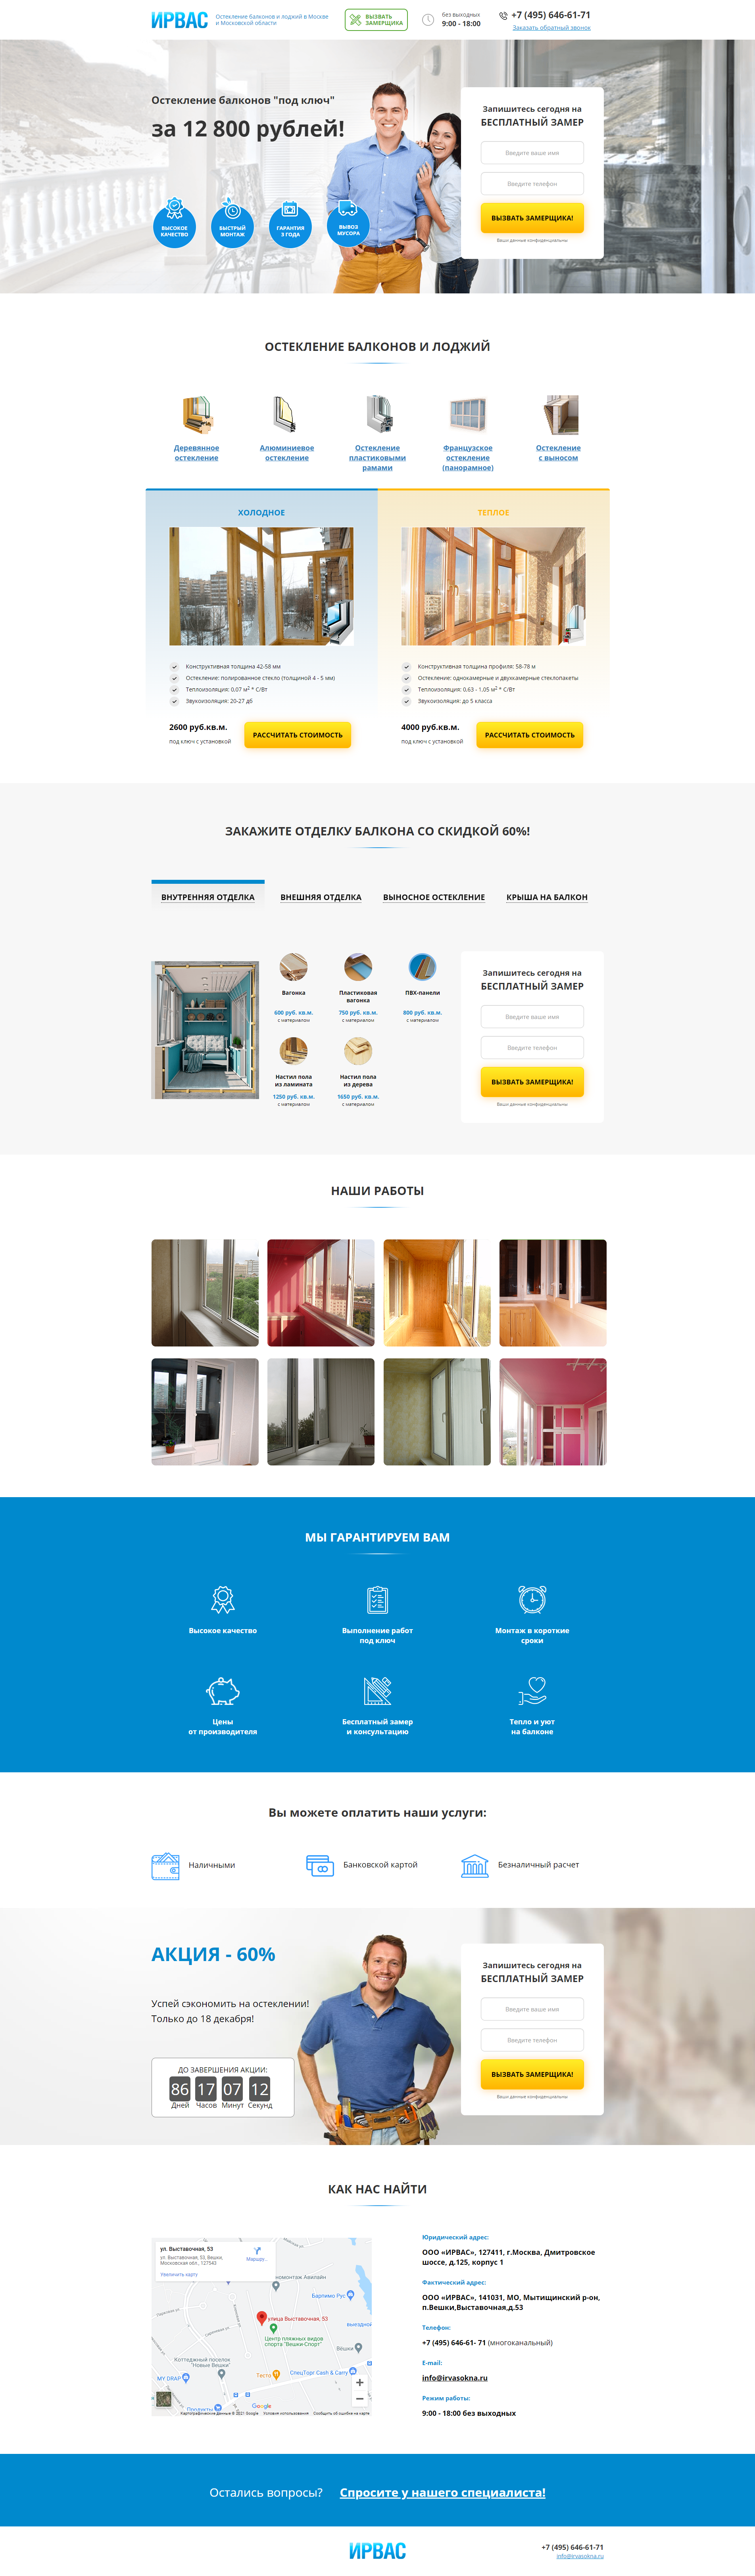 ИРВАС
Остекление балконов и лоджий в Москве
и Московской области
ВЫЗВАТЬ
ЗАМЕРЩИКА
без выходных
9:00 - 18:00
+7 (495) 646-61-71
Заказать обратный звонок
Остекление балконов "под ключ"
за 12 800 рублей!
ВЫСОКОЕ
КАЧЕСТВО
БЫСТРЫЙ
МОНТАЖ
ГАРАНТИЯ
3 ГОДА
ВЫВОЗ
МУСОРА
Запишитесь сегодня на
БЕСПЛАТНЫЙ ЗАМЕР
Введите ваше имя
Введите телефон
ВЫЗВАТЬ ЗАМЕРЩИКА!
Ваши данные конфиденциальны
ОСТЕКЛЕНИЕ БАЛКОНОВ И ЛОДЖИЙ
Деревянное
остекление
Алюминиевое
остекление
Остекление
пластиковыми
рамами
Французское
остекление
(панорамное)
Остекление
с выносом
ХОЛОДНОЕ
Конструктивная толщина 42-58 мм
Остекление: полированное стекло (толщиной 4 - 5 мм)
Теплоизоляция: 0,07 м2 * С/Вт
Звукоизоляция: 20-27 дб
2600 руб.кв.м.
под ключ с установкой
РАССЧИТАТЬ СТОИМОСТЬ
ТЕПЛОЕ
Конструктивная толщина профиля: 58-78 м
Остекление: однокамерные и двухкамерные стеклопакеты
Теплоизоляция: 0,63 - 1,05 м2 * С/Вт
Звукоизоляция: до 5 класса
4000 руб.кв.м.
под ключ с установкой
РАССЧИТАТЬ СТОИМОСТЬ
ЗАКАЖИТЕ ОТДЕЛКУ БАЛКОНА СО СКИДКОЙ 60%!
ВНУТРЕННЯЯ ОТДЕЛКА
ВНЕШНЯЯ ОТДЕЛКА
ВЫНОСНОЕ ОСТЕКЛЕНИЕ
КРЫША НА БАЛКОН
Вагонка
600 руб. кв.м.
с материалом
Пластиковая
вагонка
750 руб. кв.м.
с материалом
ПВХ-панели
800 руб. кв.м.
с материалом
Настил пола
из ламината
1250 руб. кв.м.
с материалом
Настил пола
из дерева
1650 руб. кв.м.
с материалом
Запишитесь сегодня на
БЕСПЛАТНЫЙ ЗАМЕР
Введите ваше имя
Введите телефон
ВЫЗВАТЬ ЗАМЕРЩИКА!
Ваши данные конфиденциальны
НАШИ РАБОТЫ
МЫ ГАРАНТИРУЕМ ВАМ
Высокое качество
Выполнение работ
под ключ
Монтаж в короткие
сроки
Цены
от производителя
Бесплатный замер
и консультацию
Тепло и уют
на балконе
Вы можете оплатить наши услуги:
Наличными
Банковской картой
Безналичный расчет
АКЦИЯ - 60%
Успей сэкономить на остеклении!
Только до 18 декабря!
ДО ЗАВЕРШЕНИЯ АКЦИИ:
86 17 07 12
Дней Часов Минут Секунд
Запишитесь сегодня на
БЕСПЛАТНЫЙ ЗАМЕР
Введите ваше имя
Введите телефон
ВЫЗВАТЬ ЗАМЕРЩИКА!
Ваши данные конфиденциальны
КАК НАС НАЙТИ
ул. Выставочная, 53
ул. Выставочная, 53, Вешки,
Московская обл., 127543
Маршру...
Увеличить карту
Барлимо Рус
улица Выставочная, 53
Центр пляжных видов
спорта "Вешки-Спорт"
Вёшки
Коттеджный поселок
"Новые Вешки"
MY DRAP
Тесто
СпецТорг Cash & Carry
Продукты
Google
Картографические данные © 2021 Google
Условия использования
Сообщить об ошибке на карте
Юридический адрес:
ООО «ИРВАС», 127411, г.Москва, Дмитровское
шоссе, д.125, корпус 1
Фактический адрес:
ООО «ИРВАС», 141031, МО, Мытищинский р-он,
п.Вешки,Выставочная,д.53
Телефон:
+7 (495) 646-61- 71 (многоканальный)
E-mail:
info@irvasokna.ru
Режим работы:
9:00 - 18:00 без выходных
Остались вопросы? Спросите у нашего специалиста!
ИРВАС
+7 (495) 646-61-71
info@irvasokna.ru